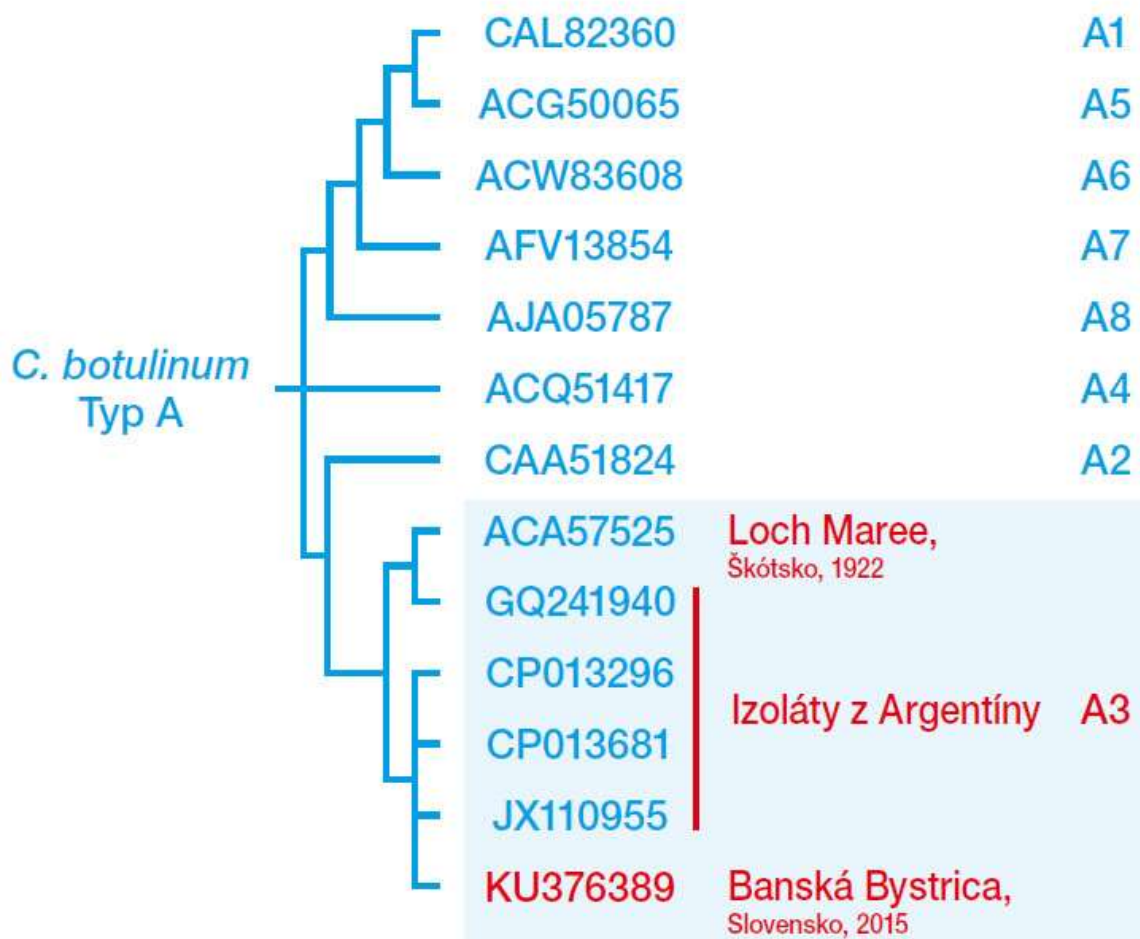 CAL82360 A1
ACG50065 A5
ACW83608 A6
AFV13854 A7
AJA05787 A8
C. botulinum
Typ A
ACQ51417 A4
CAA51824 A2
ACA57525 Loch Maree,
Škótsko, 1922
GQ241940
CP013296
Izoláty z Argentíny A3
CP013681
JX110955
KU376389 Banská Bystrica,
Slovensko, 2015